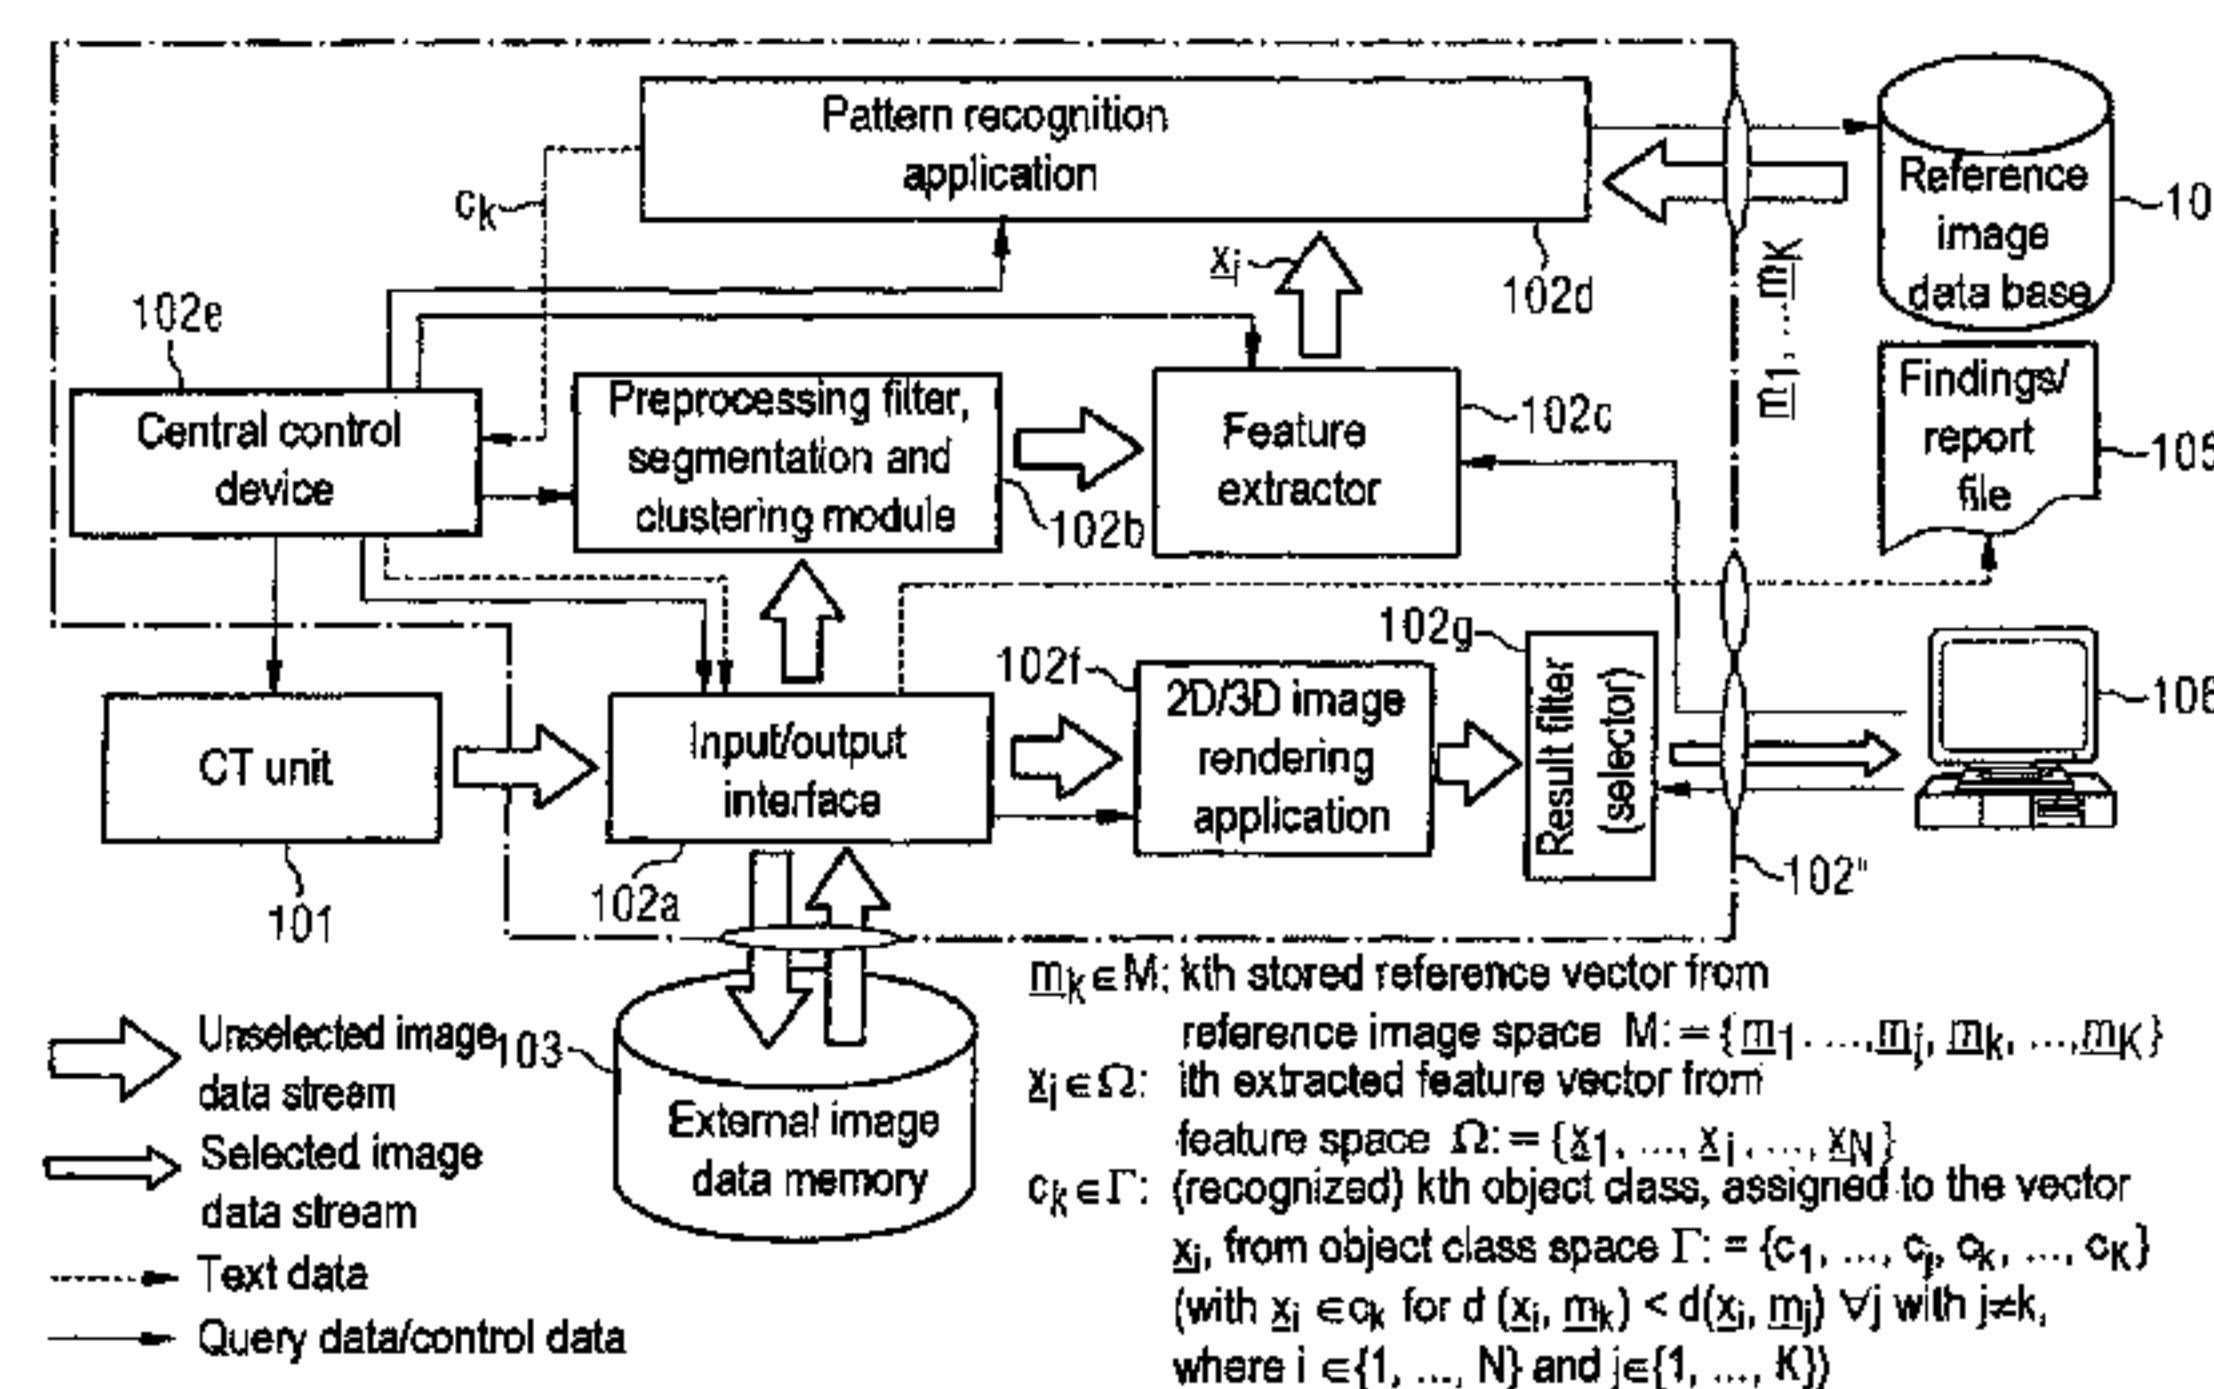 Pattern recognition
application
c_k
x_i
102d
Reference
image
data base
10
m_1, ...m_K
102e
Central control
device
Preprocessing filter,
segmentation and
clustering module
102b
Feature
extractor
102c
Findings/
report
file
105
CT unit
101
Input/output
interface
102a
102f
2D/3D image
rendering
application
102g
Result filter
(selector)
106
102"
Unselected image
data stream
Selected image
data stream
Text data
Query data/control data
103
External image
data memory
m_k∈M: kth stored reference vector from
reference image space M: = {m_1 ...,m_j, m_k, ...,m_K}
x_i∈Ω: ith extracted feature vector from
feature space Ω: = {x_1, ..., x_i, ..., x_N}
c_k∈Γ: (recognized) kth object class, assigned to the vector
x_i, from object class space Γ: = {c_1, ..., c_j, c_k, ..., c_K}
(with x_i ∈c_k for d (x_i, m_k) < d(x_i, m_j) ∀j with j≠k,
where i ∈{1, ..., N} and j∈{1, ..., K})